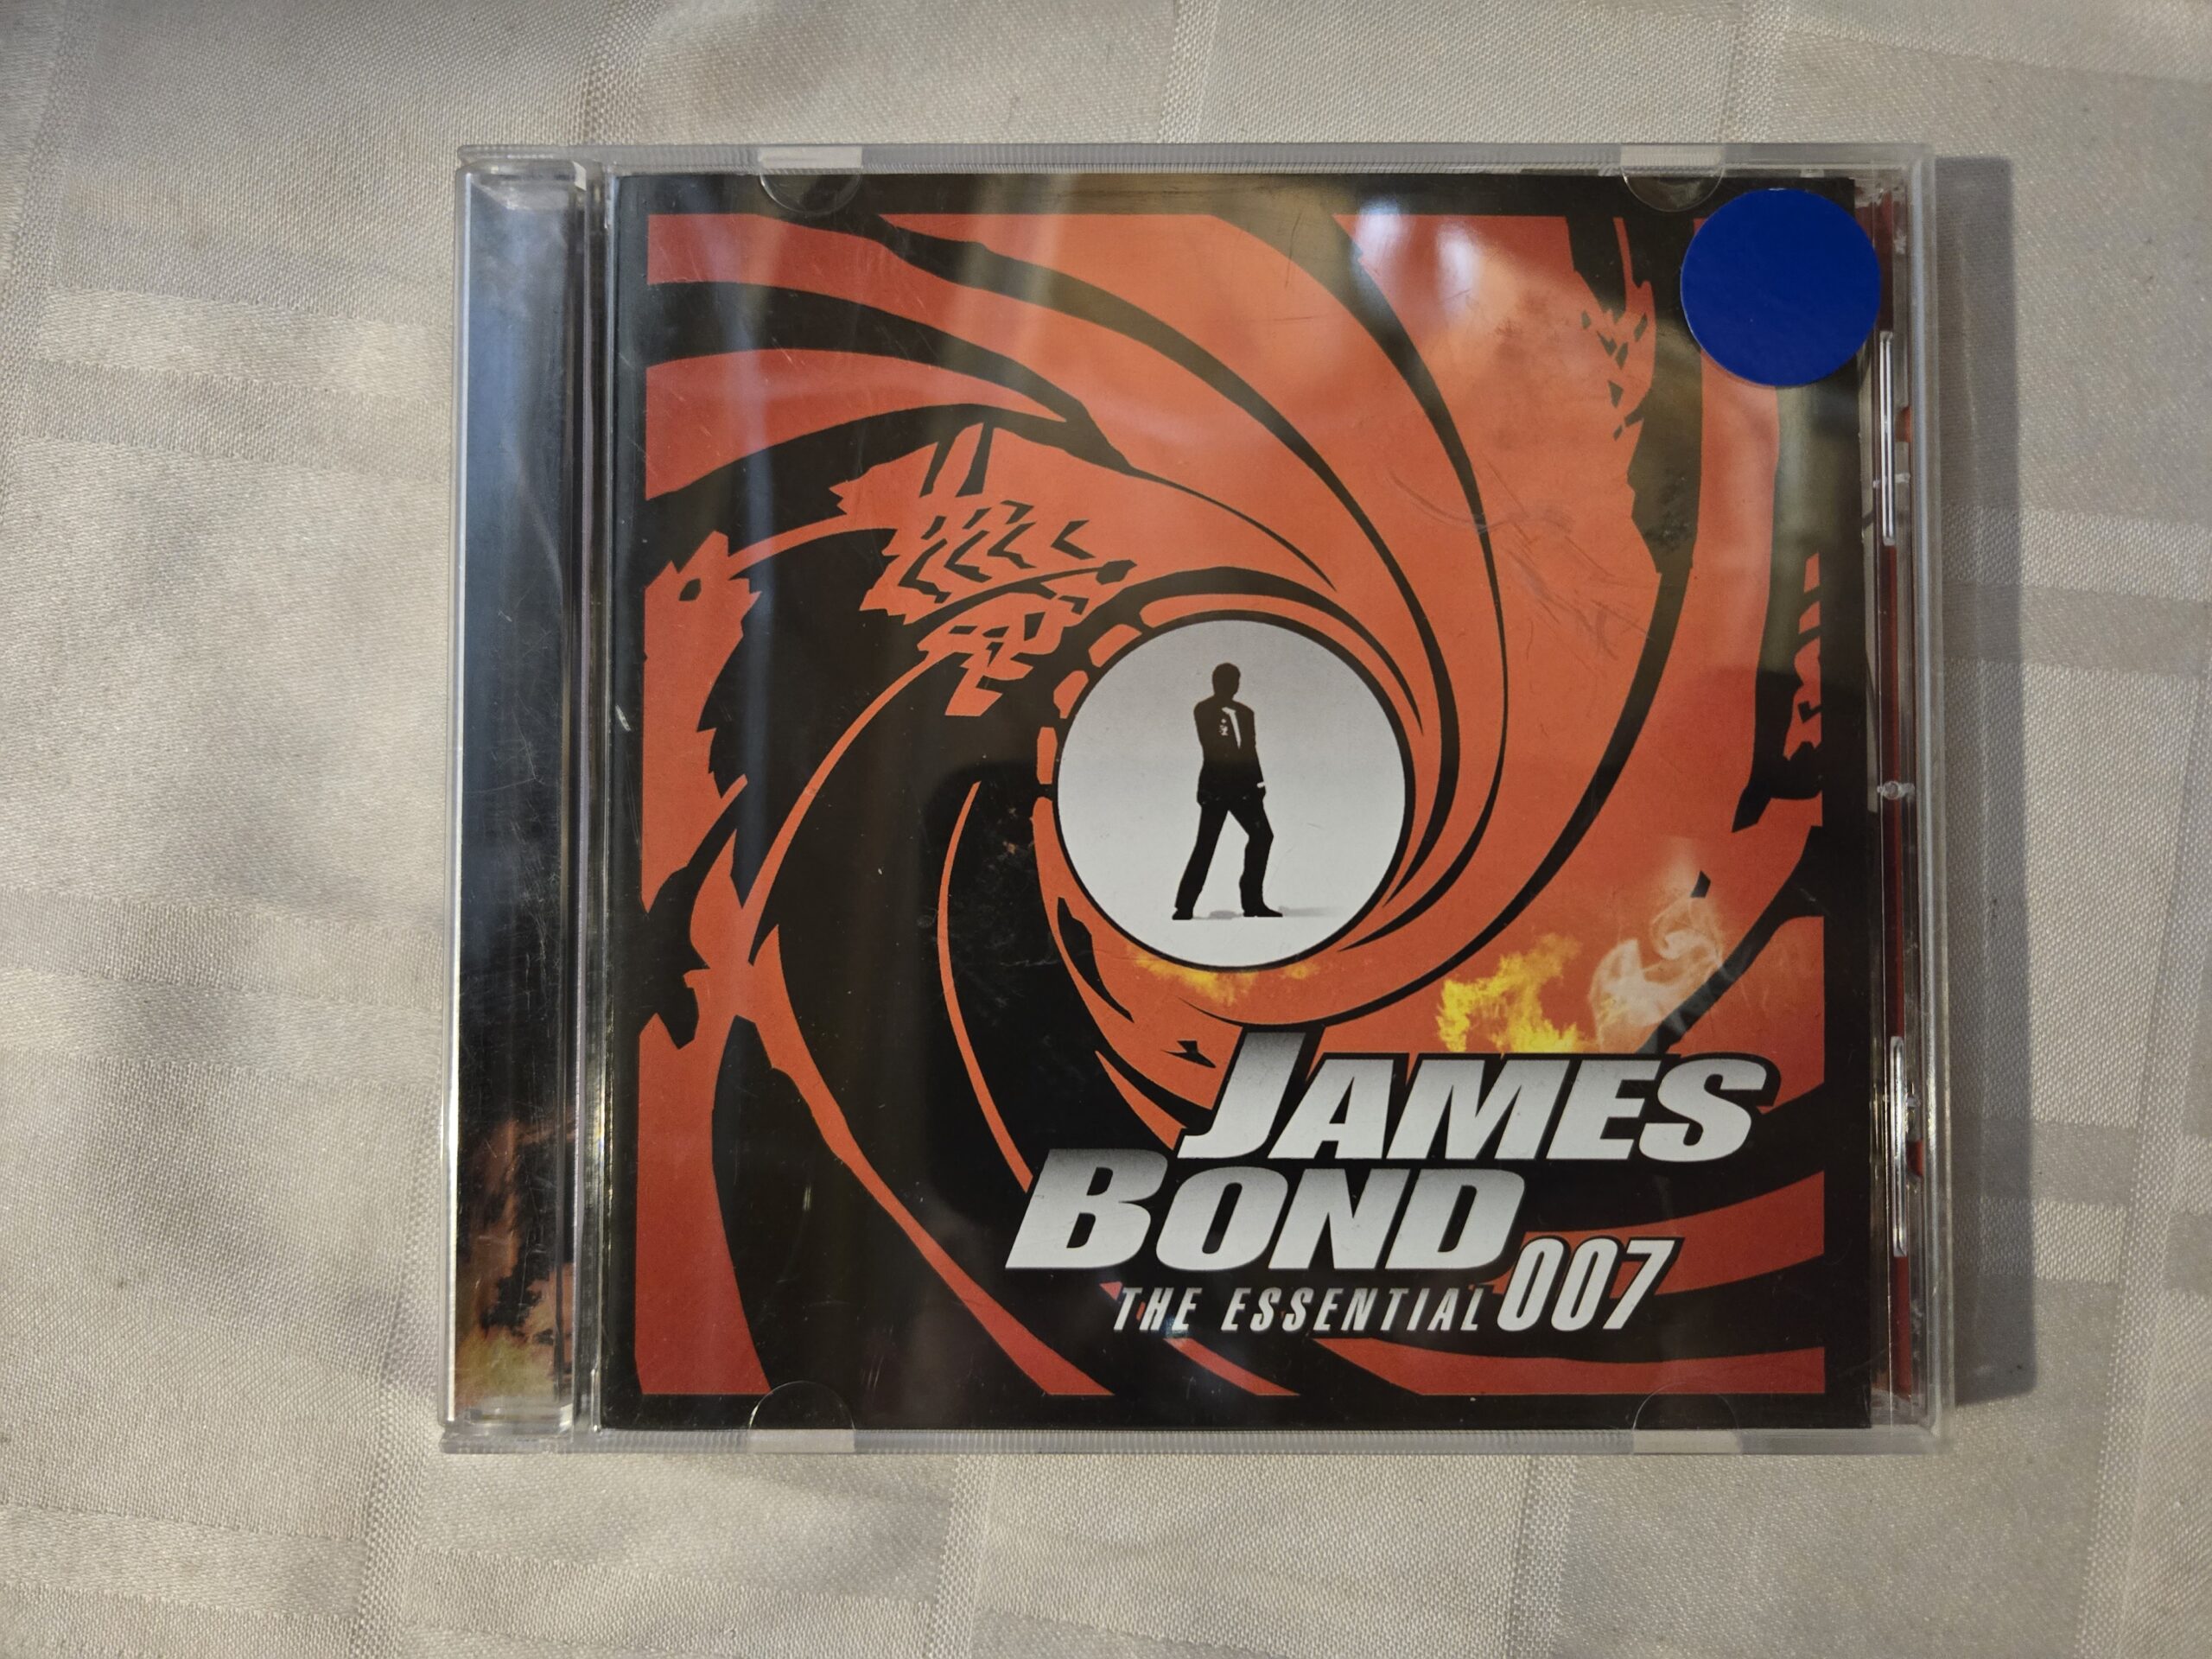 JAMES
BOND
THE ESSENTIAL 007